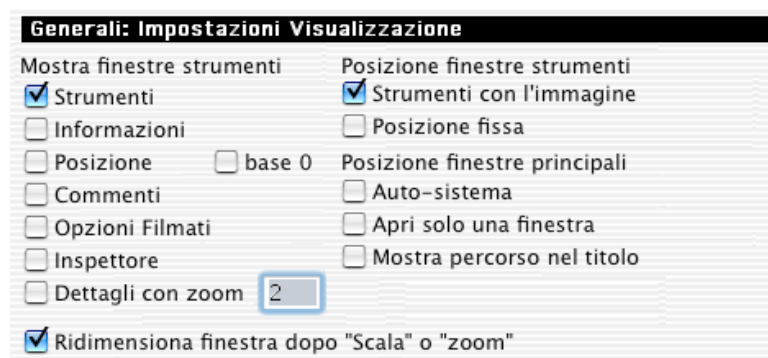 Generali: Impostazioni Visualizzazione
Mostra finestre strumenti
Strumenti
Informazioni
Posizione base 0
Commenti
Opzioni Filmati
Inspettore
Dettagli con zoom 2
Posizione finestre strumenti
Strumenti con l'immagine
Posizione fissa
Posizione finestre principali
Auto-sistema
Apri solo una finestra
Mostra percorso nel titolo
Ridimensiona finestra dopo "Scala" o "zoom"